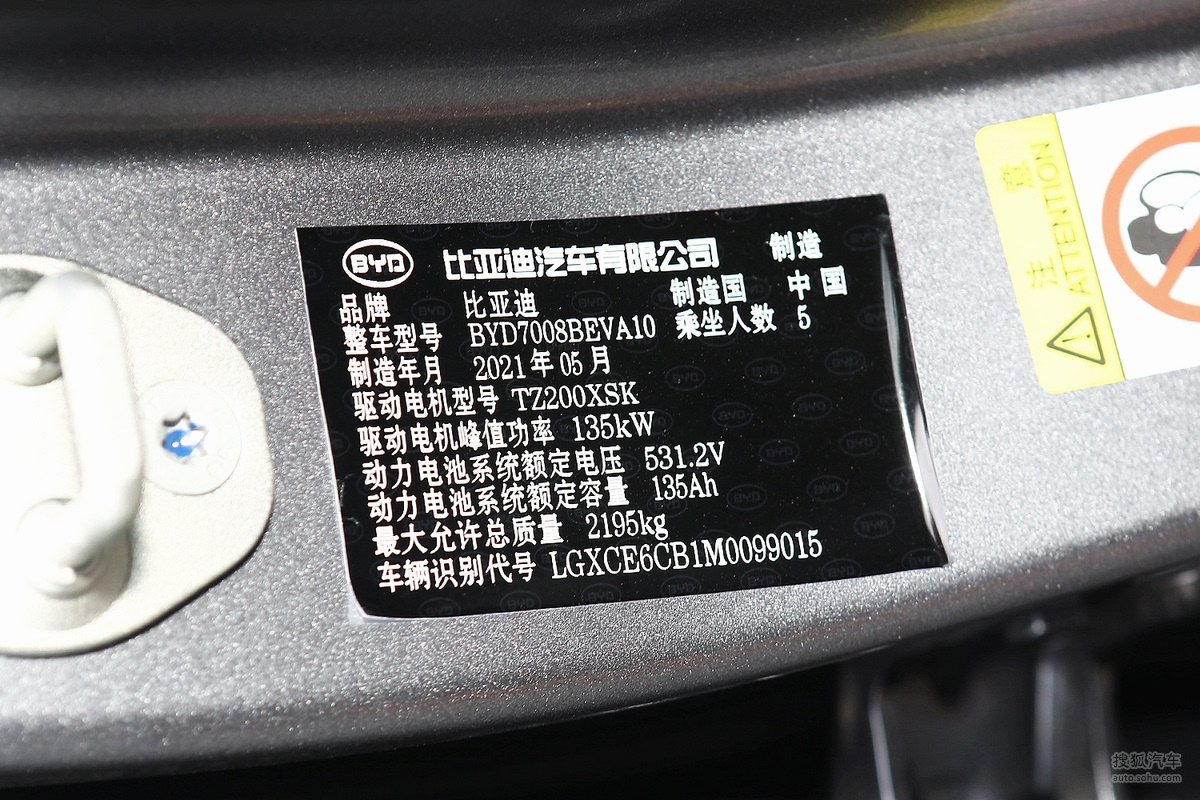 BYD 比亚迪汽车有限公司 制造
品牌 比亚迪 制造国 中国
整车型号 BYD7008BEVA10 乘坐人数 5
制造年月 2021年05月
驱动电机型号 TZ200XSK
驱动电机峰值功率 135kW
动力电池系统额定电压 531.2V
动力电池系统额定容量 135Ah
最大允许总质量 2195kg
车辆识别代号 LGXCE6CB1M0099015
注意
ATTENTION
搜狐汽车
auto.sohu.com